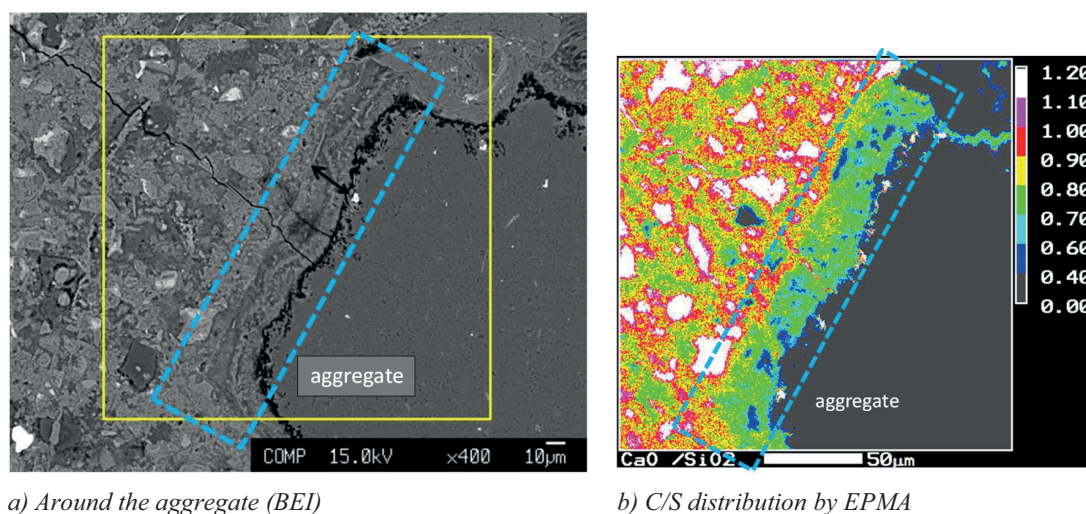 aggregate
COMP 15.0kV ×400 10μm
1.20
1.10
1.00
0.90
0.80
0.70
0.60
0.40
0.00
aggregate
CaO /SiO2 50μm
a) Around the aggregate (BEI)
b) C/S distribution by EPMA